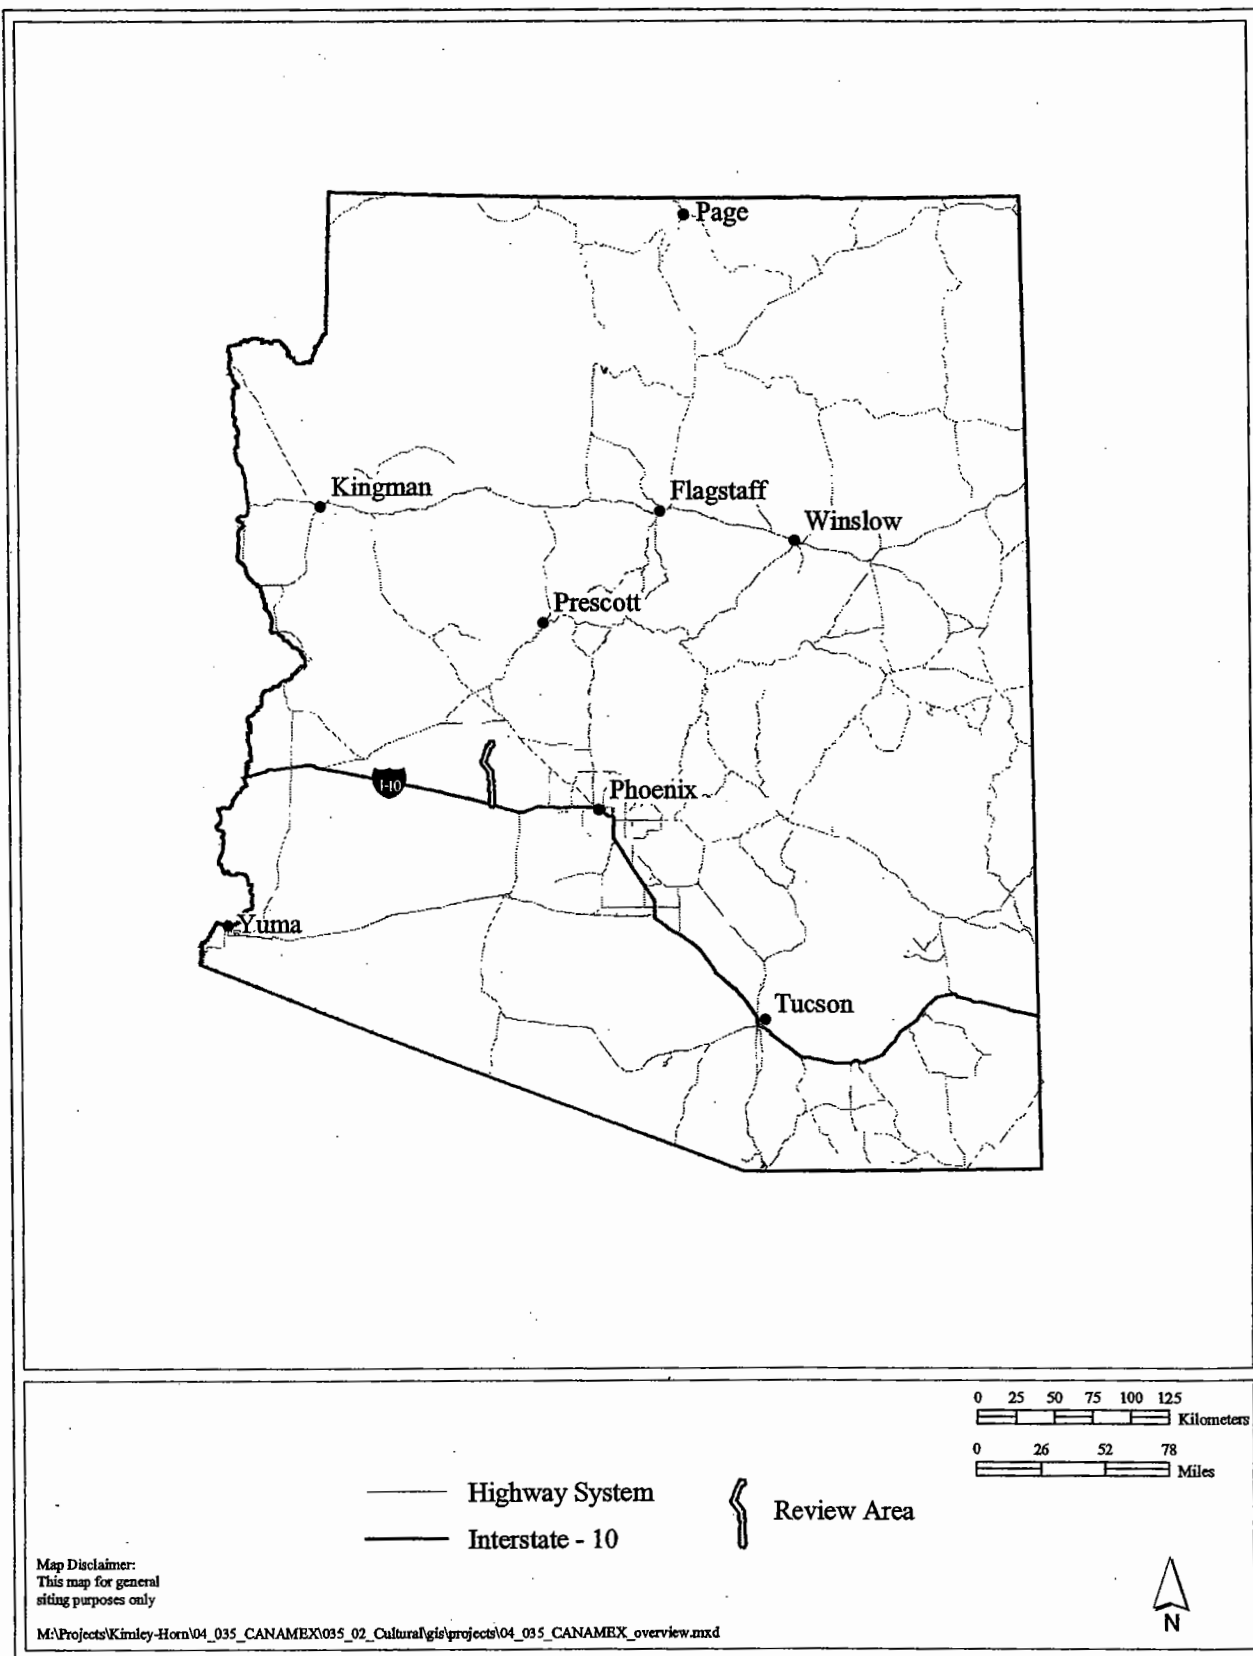 Page
Kingman
Flagstaff
Winslow
Prescott
I-10
Phoenix
Yuma
Tucson
0 25 50 75 100 125
Kilometers
0 26 52 78
Miles
Highway System
Interstate - 10
Review Area
Map Disclaimer:
This map for general
siting purposes only
N
M:\Projects\Kimley-Horn\04_035_CANAMEX\035_02_Cultural\gis\projects\04_035_CANAMEX_overview.mxd